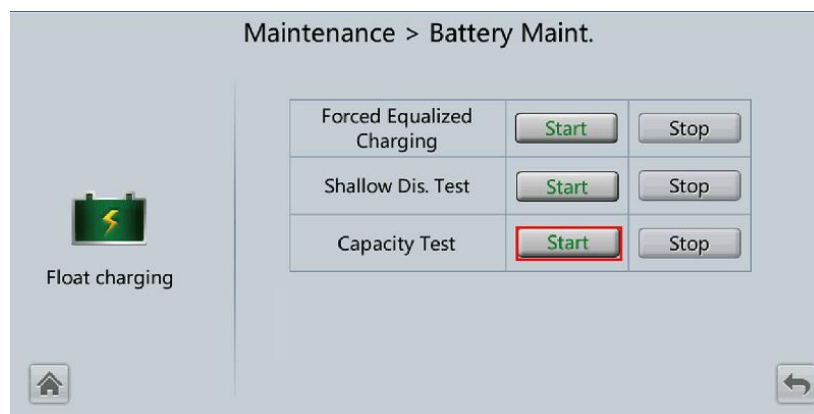 Maintenance > Battery Maint.
Forced Equalized
Charging
Start
Stop
Shallow Dis. Test
Start
Stop
Capacity Test
Start
Stop
Float charging